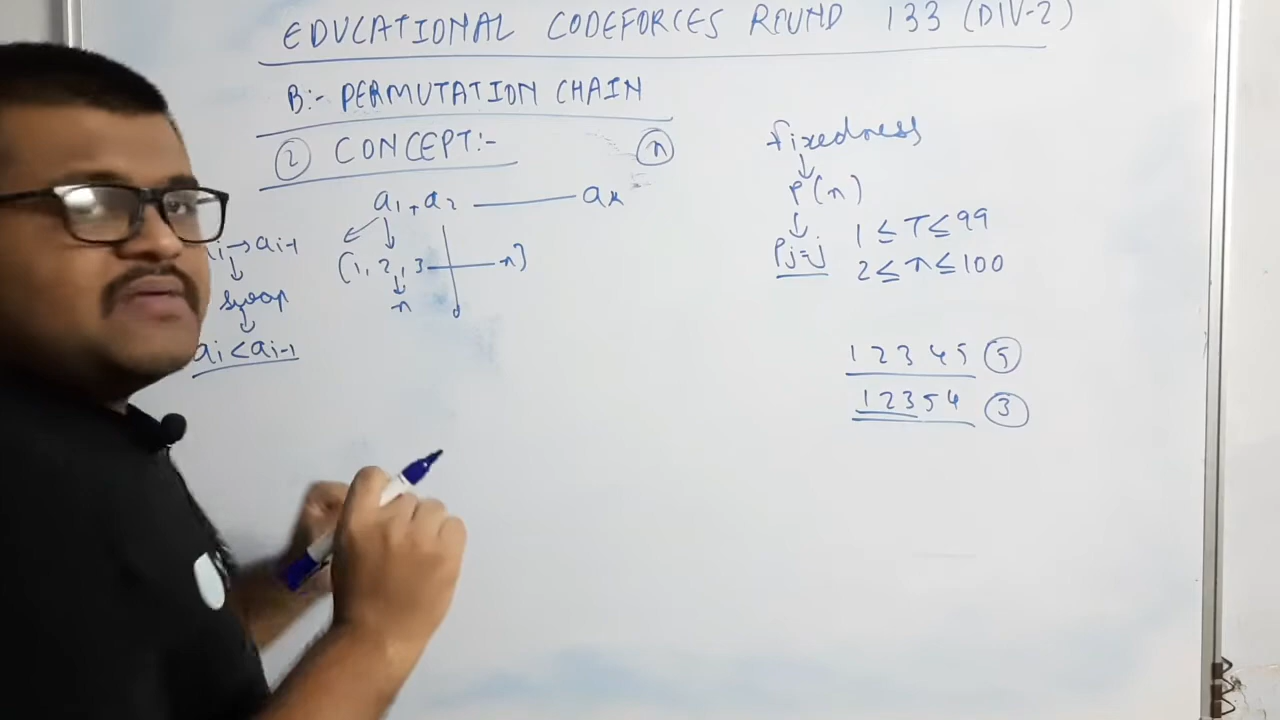 EDUCATIONAL CODEFORCES ROUND 133 (DIV-2)
B:- PERMUTATION CHAIN
2 CONCEPT:- n
a1, a2 ——— an
(1, 2, 3 — n)
n
i → ai-1
swap
ai < ai-1
fixedness
P(n)
Pj=j
1 ≤ T ≤ 99
2 ≤ n ≤ 100
1 2 3 4 5 5
1 2 3 5 4 3